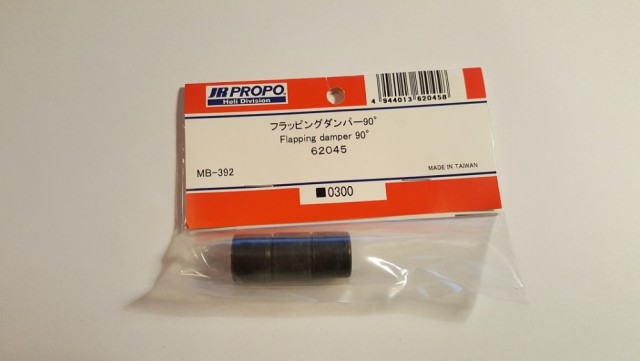 JR PROPO
Heli Division
4 944013 620458
フラッピングダンパー90°
Flapping damper 90°
62045
MB-392
MADE IN TAIWAN
■0300